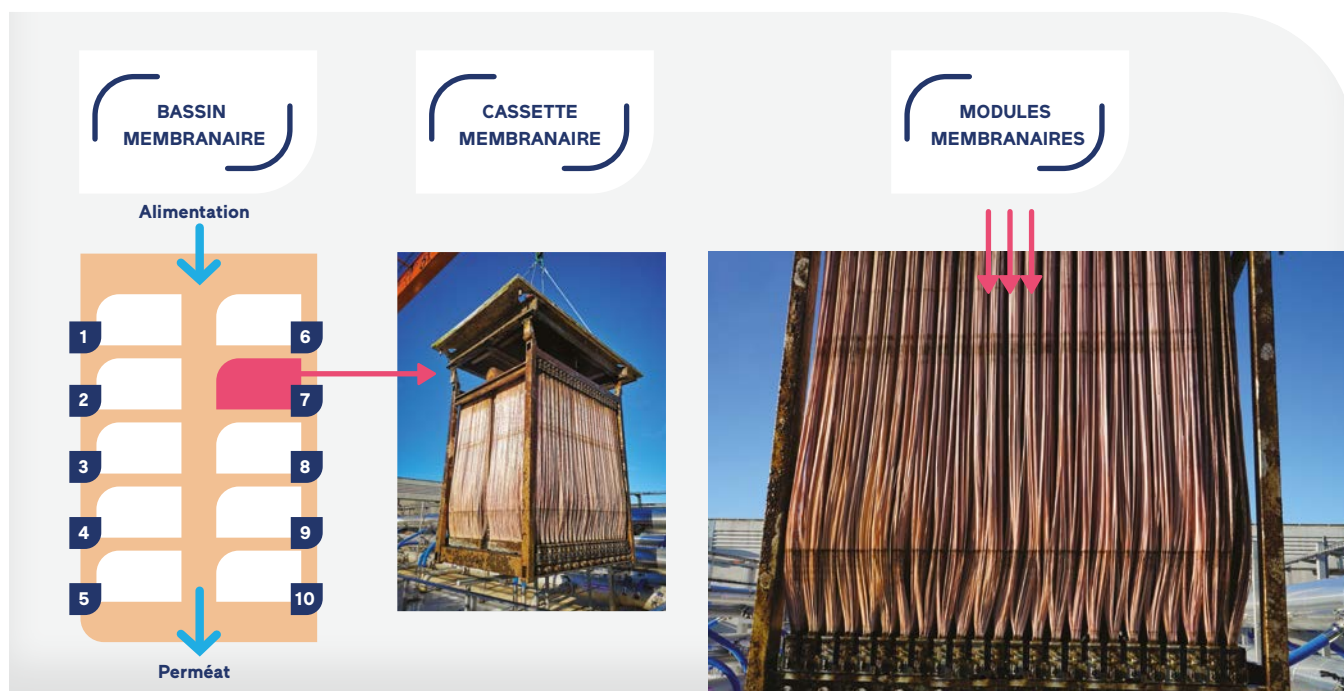 BASSIN
MEMBRANAIRE
CASSETTE
MEMBRANAIRE
MODULES
MEMBRANAIRES
Alimentation
1
6
2
7
3
8
4
9
5
10
Perméat